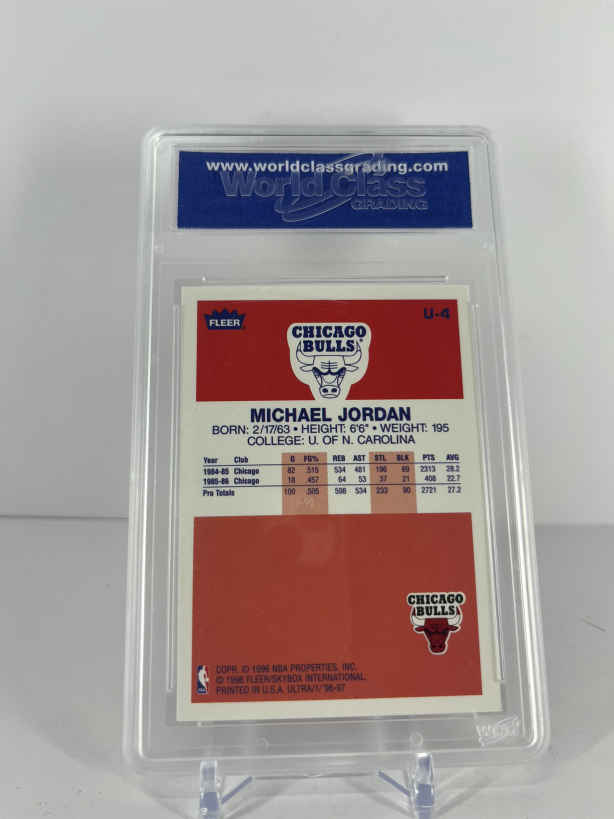 www.worldclassgrading.com
World Class
GRADING
FLEER
U-4
CHICAGO
BULLS
MICHAEL JORDAN
BORN: 2/17/63 • HEIGHT: 6'6" • WEIGHT: 195
COLLEGE: U. OF N. CAROLINA
Year Club G FG% REB AST STL BLK PTS AVG
1984-85 Chicago 82 .515 534 481 196 69 2313 28.2
1985-86 Chicago 18 .457 64 53 37 21 408 22.7
Pro Totals 100 .505 598 534 233 90 2721 27.2
CHICAGO
BULLS
COPR. © 1996 NBA PROPERTIES, INC.
© 1996 FLEER/SKYBOX INTERNATIONAL,
PRINTED IN U.S.A. ULTRA/1/'96-97